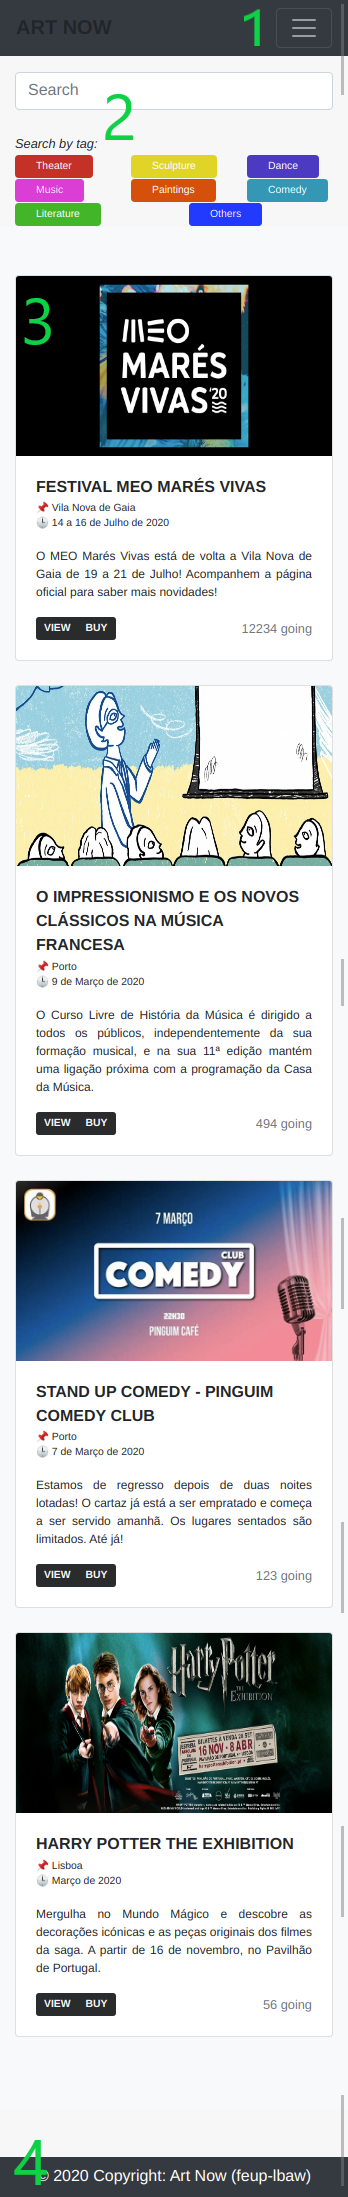 ART NOW
1
Search
2
Search by tag:
Theater Sculpture Dance
Music Paintings Comedy
Literature Others
3
MEO
MARÉS
VIVAS'20
FESTIVAL MEO MARÉS VIVAS
📌 Vila Nova de Gaia
🕒 14 a 16 de Julho de 2020
O MEO Marés Vivas está de volta a Vila Nova de
Gaia de 19 a 21 de Julho! Acompanhem a página
oficial para saber mais novidades!
VIEW BUY 12234 going
O IMPRESSIONISMO E OS NOVOS
CLÁSSICOS NA MÚSICA
FRANCESA
📌 Porto
🕒 9 de Março de 2020
O Curso Livre de História da Música é dirigido a
todos os públicos, independentemente da sua
formação musical, e na sua 11ª edição mantém
uma ligação próxima com a programação da Casa
da Música.
VIEW BUY 494 going
7 MARÇO
CLUB
COMEDY
22H30
PINGUIM CAFÉ
STAND UP COMEDY - PINGUIM
COMEDY CLUB
📌 Porto
🕒 7 de Março de 2020
Estamos de regresso depois de duas noites
lotadas! O cartaz já está a ser empratado e começa
a ser servido amanhã. Os lugares sentados são
limitados. Até já!
VIEW BUY 123 going
Harry Potter
THE EXHIBITION
BILHETES À VENDA 20 SET
16 NOV - 8 ABR
HARRY POTTER THE EXHIBITION
📌 Lisboa
🕒 Março de 2020
Mergulha no Mundo Mágico e descobre as
decorações icónicas e as peças originais dos filmes
da saga. A partir de 16 de novembro, no Pavilhão
de Portugal.
VIEW BUY 56 going
4
© 2020 Copyright: Art Now (feup-lbaw)